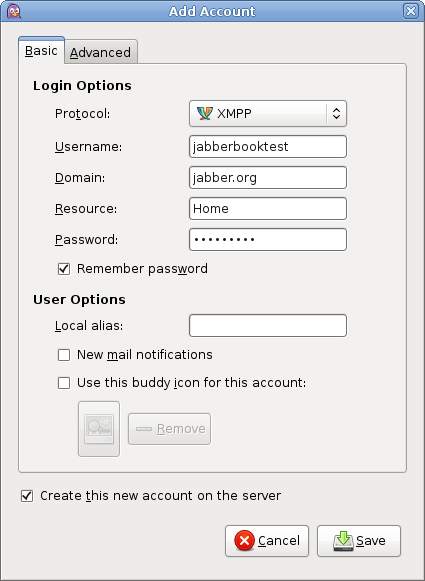 Add Account
Basic Advanced
Login Options
Protocol: XMPP
Username: jabberbooktest
Domain: jabber.org
Resource: Home
Password: •••••••••
Remember password
User Options
Local alias:
New mail notifications
Use this buddy icon for this account:
Remove
Create this new account on the server
Cancel Save